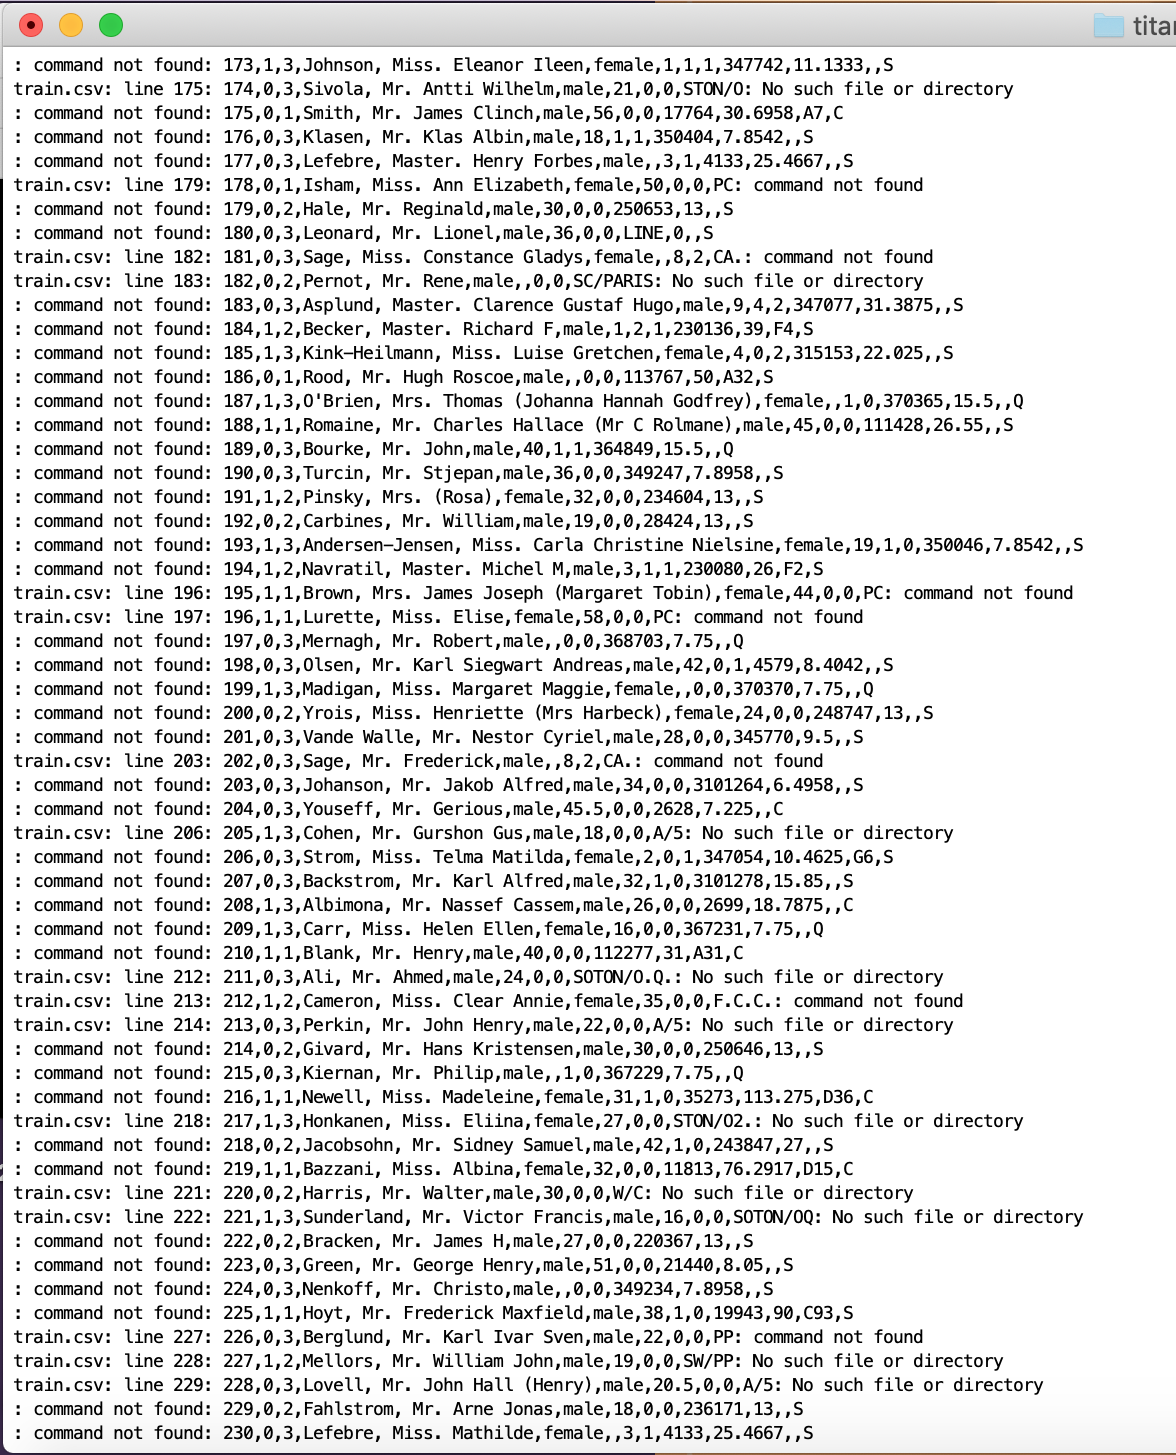 titan
: command not found: 173,1,3,Johnson, Miss. Eleanor Ileen,female,1,1,1,347742,11.1333,,S
train.csv: line 175: 174,0,3,Sivola, Mr. Antti Wilhelm,male,21,0,0,STON/O: No such file or directory
: command not found: 175,0,1,Smith, Mr. James Clinch,male,56,0,0,17764,30.6958,A7,C
: command not found: 176,0,3,Klasen, Mr. Klas Albin,male,18,1,1,350404,7.8542,,S
: command not found: 177,0,3,Lefebre, Master. Henry Forbes,male,,3,1,4133,25.4667,,S
train.csv: line 179: 178,0,1,Isham, Miss. Ann Elizabeth,female,50,0,0,PC: command not found
: command not found: 179,0,2,Hale, Mr. Reginald,male,30,0,0,250653,13,,S
: command not found: 180,0,3,Leonard, Mr. Lionel,male,36,0,0,LINE,0,,S
train.csv: line 182: 181,0,3,Sage, Miss. Constance Gladys,female,,8,2,CA.: command not found
train.csv: line 183: 182,0,2,Pernot, Mr. Rene,male,,0,0,SC/PARIS: No such file or directory
: command not found: 183,0,3,Asplund, Master. Clarence Gustaf Hugo,male,9,4,2,347077,31.3875,,S
: command not found: 184,1,2,Becker, Master. Richard F,male,1,2,1,230136,39,F4,S
: command not found: 185,1,3,Kink-Heilmann, Miss. Luise Gretchen,female,4,0,2,315153,22.025,,S
: command not found: 186,0,1,Rood, Mr. Hugh Roscoe,male,,0,0,113767,50,A32,S
: command not found: 187,1,3,O'Brien, Mrs. Thomas (Johanna Hannah Godfrey),female,,1,0,370365,15.5,,Q
: command not found: 188,1,1,Romaine, Mr. Charles Hallace (Mr C Rolmane),male,45,0,0,111428,26.55,,S
: command not found: 189,0,3,Bourke, Mr. John,male,40,1,1,364849,15.5,,Q
: command not found: 190,0,3,Turcin, Mr. Stjepan,male,36,0,0,349247,7.8958,,S
: command not found: 191,1,2,Pinsky, Mrs. (Rosa),female,32,0,0,234604,13,,S
: command not found: 192,0,2,Carbines, Mr. William,male,19,0,0,28424,13,,S
: command not found: 193,1,3,Andersen-Jensen, Miss. Carla Christine Nielsine,female,19,1,0,350046,7.8542,,S
: command not found: 194,1,2,Navratil, Master. Michel M,male,3,1,1,230080,26,F2,S
train.csv: line 196: 195,1,1,Brown, Mrs. James Joseph (Margaret Tobin),female,44,0,0,PC: command not found
train.csv: line 197: 196,1,1,Lurette, Miss. Elise,female,58,0,0,PC: command not found
: command not found: 197,0,3,Mernagh, Mr. Robert,male,,0,0,368703,7.75,,Q
: command not found: 198,0,3,Olsen, Mr. Karl Siegwart Andreas,male,42,0,1,4579,8.4042,,S
: command not found: 199,1,3,Madigan, Miss. Margaret Maggie,female,,0,0,370370,7.75,,Q
: command not found: 200,0,2,Yrois, Miss. Henriette (Mrs Harbeck),female,24,0,0,248747,13,,S
: command not found: 201,0,3,Vande Walle, Mr. Nestor Cyriel,male,28,0,0,345770,9.5,,S
train.csv: line 203: 202,0,3,Sage, Mr. Frederick,male,,8,2,CA.: command not found
: command not found: 203,0,3,Johanson, Mr. Jakob Alfred,male,34,0,0,3101264,6.4958,,S
: command not found: 204,0,3,Youseff, Mr. Gerious,male,45.5,0,0,2628,7.225,,C
train.csv: line 206: 205,1,3,Cohen, Mr. Gurshon Gus,male,18,0,0,A/5: No such file or directory
: command not found: 206,0,3,Strom, Miss. Telma Matilda,female,2,0,1,347054,10.4625,G6,S
: command not found: 207,0,3,Backstrom, Mr. Karl Alfred,male,32,1,0,3101278,15.85,,S
: command not found: 208,1,3,Albimona, Mr. Nassef Cassem,male,26,0,0,2699,18.7875,,C
: command not found: 209,1,3,Carr, Miss. Helen Ellen,female,16,0,0,367231,7.75,,Q
: command not found: 210,1,1,Blank, Mr. Henry,male,40,0,0,112277,31,A31,C
train.csv: line 212: 211,0,3,Ali, Mr. Ahmed,male,24,0,0,SOTON/O.Q.: No such file or directory
train.csv: line 213: 212,1,2,Cameron, Miss. Clear Annie,female,35,0,0,F.C.C.: command not found
train.csv: line 214: 213,0,3,Perkin, Mr. John Henry,male,22,0,0,A/5: No such file or directory
: command not found: 214,0,2,Givard, Mr. Hans Kristensen,male,30,0,0,250646,13,,S
: command not found: 215,0,3,Kiernan, Mr. Philip,male,,1,0,367229,7.75,,Q
: command not found: 216,1,1,Newell, Miss. Madeleine,female,31,1,0,35273,113.275,D36,C
train.csv: line 218: 217,1,3,Honkanen, Miss. Eliina,female,27,0,0,STON/O2.: No such file or directory
: command not found: 218,0,2,Jacobsohn, Mr. Sidney Samuel,male,42,1,0,243847,27,,S
: command not found: 219,1,1,Bazzani, Miss. Albina,female,32,0,0,11813,76.2917,D15,C
train.csv: line 221: 220,0,2,Harris, Mr. Walter,male,30,0,0,W/C: No such file or directory
train.csv: line 222: 221,1,3,Sunderland, Mr. Victor Francis,male,16,0,0,SOTON/OQ: No such file or directory
: command not found: 222,0,2,Bracken, Mr. James H,male,27,0,0,220367,13,,S
: command not found: 223,0,3,Green, Mr. George Henry,male,51,0,0,21440,8.05,,S
: command not found: 224,0,3,Nenkoff, Mr. Christo,male,,0,0,349234,7.8958,,S
: command not found: 225,1,1,Hoyt, Mr. Frederick Maxfield,male,38,1,0,19943,90,C93,S
train.csv: line 227: 226,0,3,Berglund, Mr. Karl Ivar Sven,male,22,0,0,PP: command not found
train.csv: line 228: 227,1,2,Mellors, Mr. William John,male,19,0,0,SW/PP: No such file or directory
train.csv: line 229: 228,0,3,Lovell, Mr. John Hall (Henry),male,20.5,0,0,A/5: No such file or directory
: command not found: 229,0,2,Fahlstrom, Mr. Arne Jonas,male,18,0,0,236171,13,,S
: command not found: 230,0,3,Lefebre, Miss. Mathilde,female,,3,1,4133,25.4667,,S